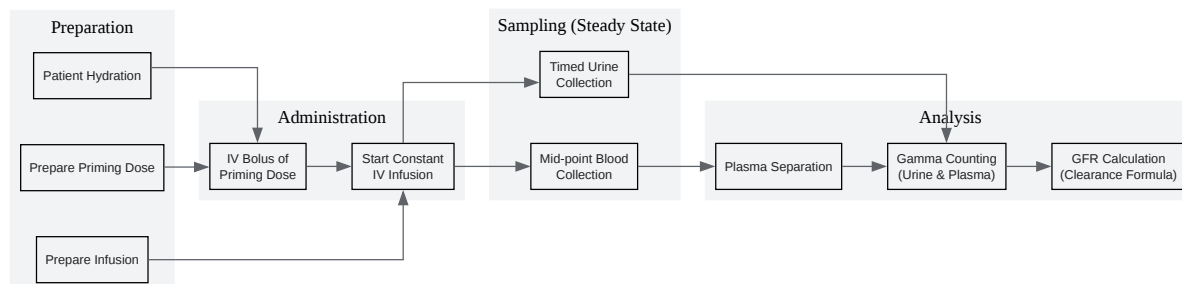 Preparation
Patient Hydration
Prepare Priming Dose
Prepare Infusion
Administration
IV Bolus of
Priming Dose
Start Constant
IV Infusion
Sampling (Steady State)
Timed Urine
Collection
Mid-point Blood
Collection
Analysis
Plasma Separation
Gamma Counting
(Urine & Plasma)
GFR Calculation
(Clearance Formula)